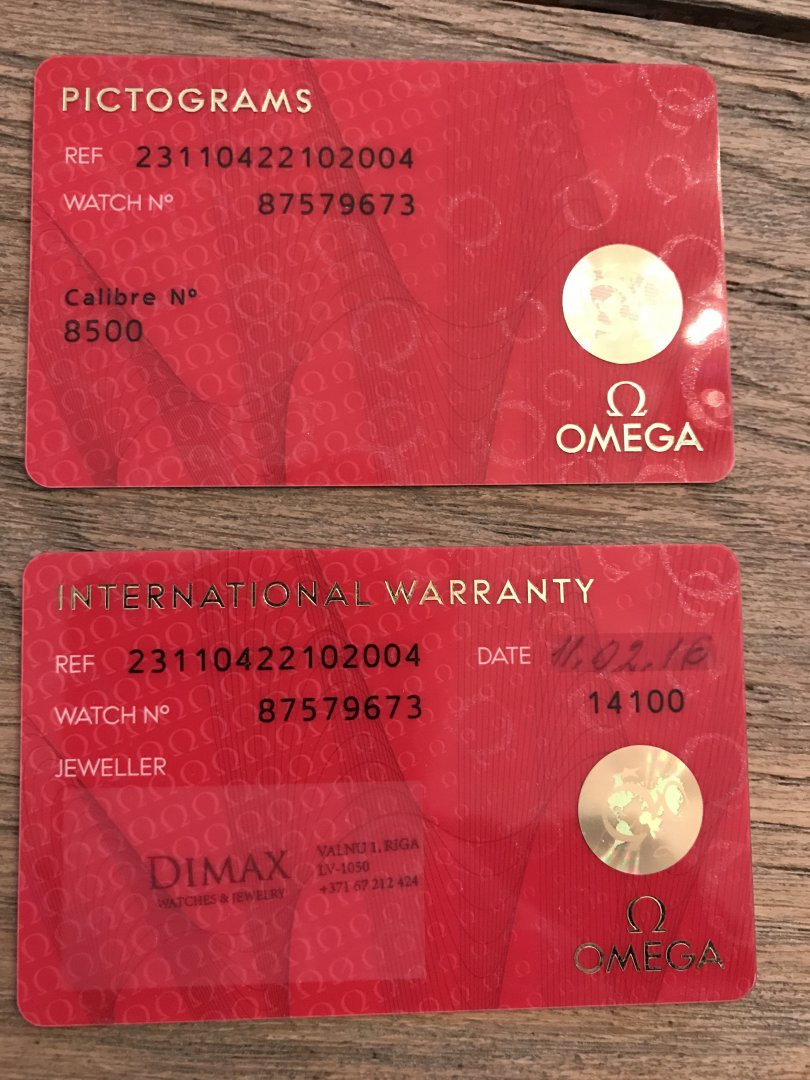 PICTOGRAMS
REF 23110422102004
WATCH Nº 87579673
Calibre Nº
8500
Ω
OMEGA
INTERNATIONAL WARRANTY
REF 23110422102004 DATE 11.02.16
WATCH Nº 87579673 14100
JEWELLER
DIMAX
WATCHES & JEWELRY
VALNU 1, RIGA
LV-1050
+371 67 212 424
Ω
OMEGA